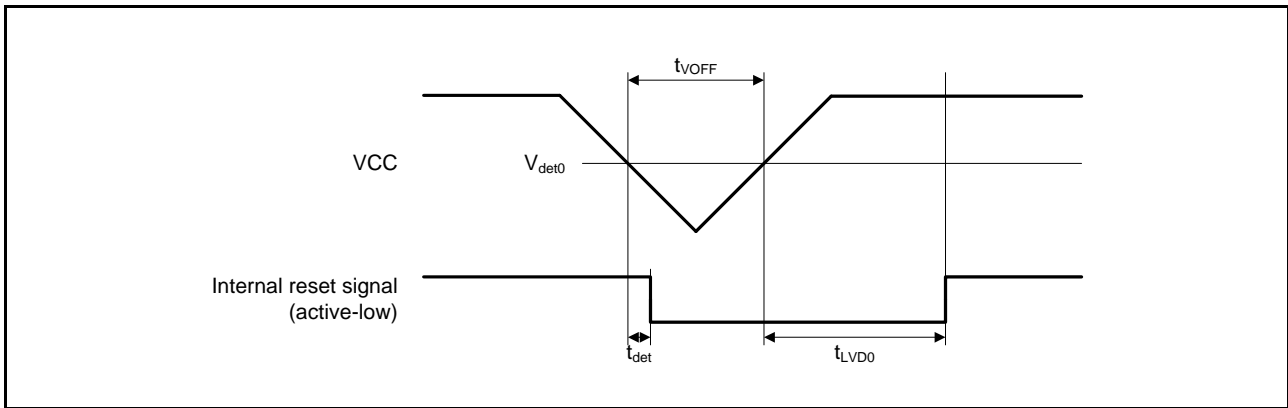 tVOFF
VCC
Vdet0
Internal reset signal
(active-low)
tdet
tLVD0